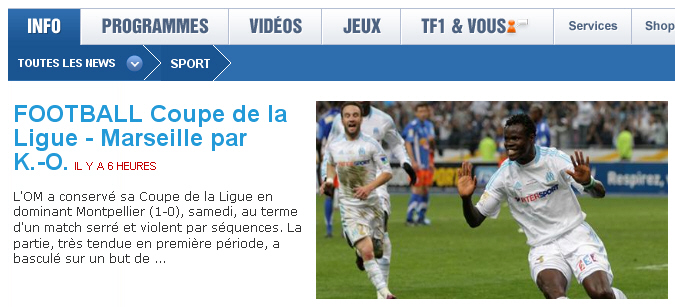 INFO PROGRAMMES VIDÉOS JEUX TF1 & VOUS Services Shop
TOUTES LES NEWS SPORT
FOOTBALL Coupe de la
Ligue - Marseille par
K.-O. IL Y A 6 HEURES
L'OM a conservé sa Coupe de la Ligue en
dominant Montpellier (1-0), samedi, au terme
d'un match serré et violent par séquences. La
partie, très tendue en première période, a
basculé sur un but de ...
Respirez,
INTERSPORT